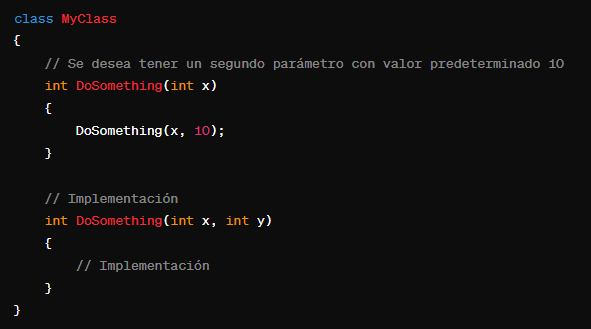 class MyClass
{
    // Se desea tener un segundo parámetro con valor predeterminado 10
    int DoSomething(int x)
    {
        DoSomething(x, 10);
    }

    // Implementación
    int DoSomething(int x, int y)
    {
        // Implementación
    }
}